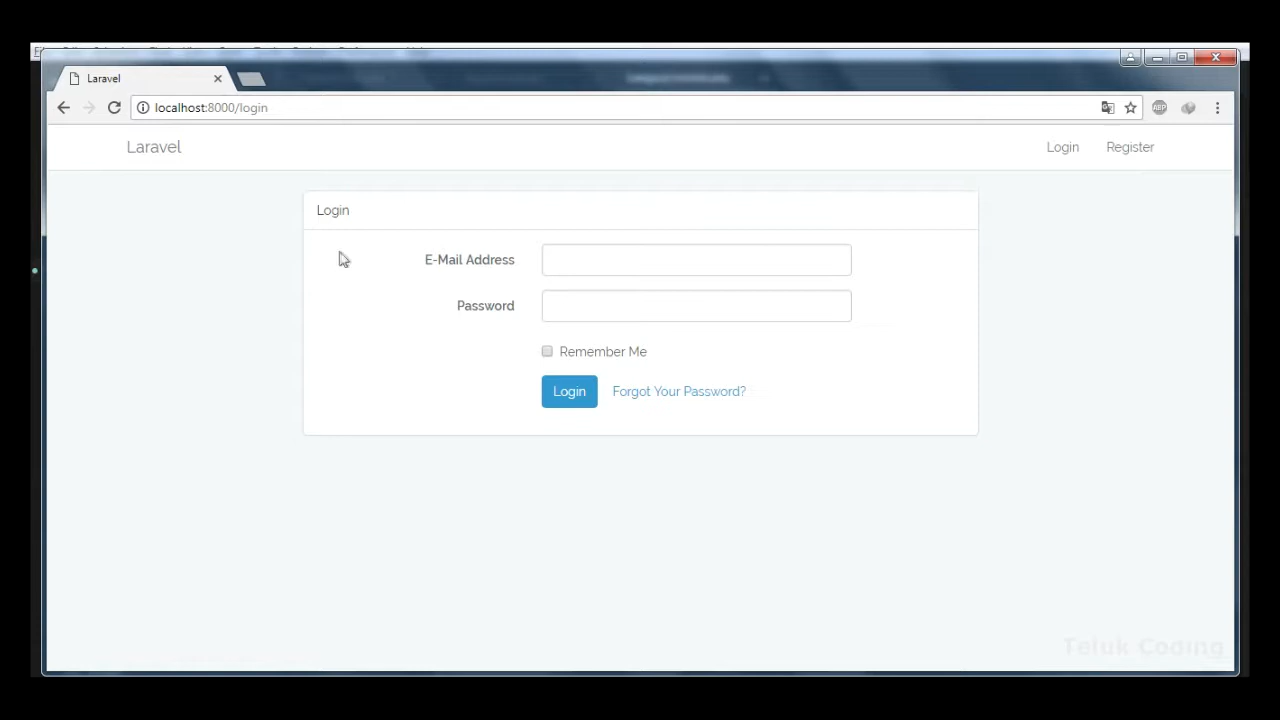 Laravel
localhost:8000/login
ABP
Laravel
Login
Register
Login
E-Mail Address
Password
Remember Me
Login
Forgot Your Password?
Teluk Coding